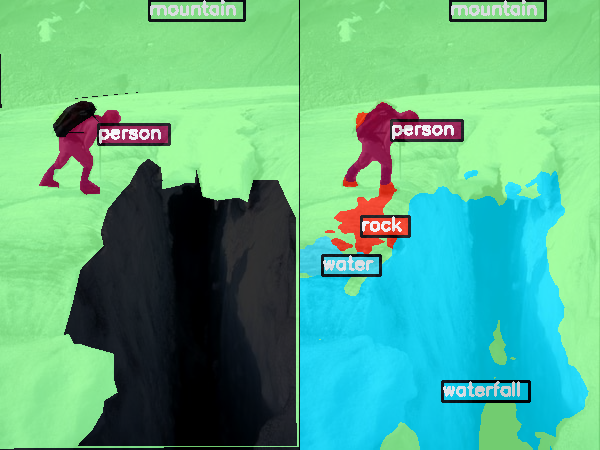 mountain
mountain
person
person
rock
water
waterfall